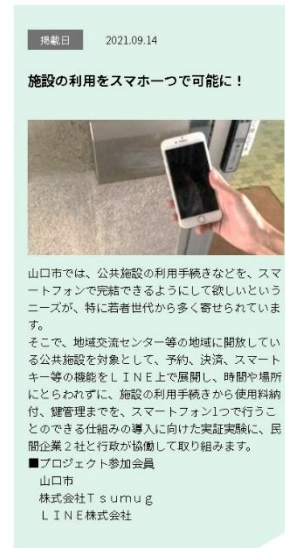 掲載日 2021.09.14
施設の利用をスマホ一つで可能に！
山口市では、公共施設の利用手続きなどを、スマ
ートフォンで完結できるようにして欲しいという
ニーズが、特に若者世代から多く寄せられていま
す。
そこで、地域交流センター等の地域に開放してい
る公共施設を対象として、予約、決済、スマート
キー等の機能をＬＩＮＥ上で展開し、時間や場所
にとらわれずに、施設の利用手続きから使用料納
付、鍵管理までを、スマートフォン1つで行うこ
とのできる仕組みの導入に向けた実証実験に、民
間企業２社と行政が協働して取り組みます。
■プロジェクト参加会員
山口市
株式会社Ｔｓｕｍｕｇ
ＬＩＮＥ株式会社